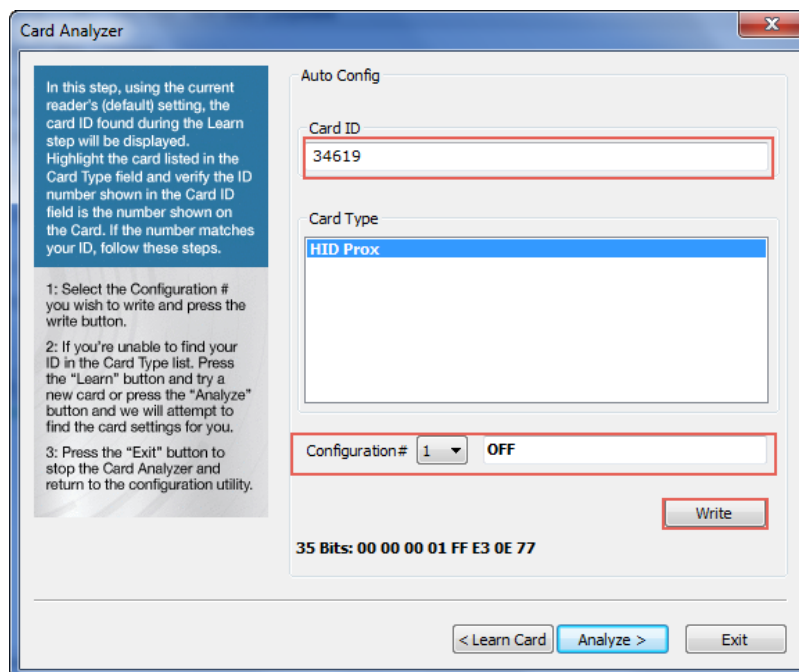 Card Analyzer
In this step, using the current
reader's (default) setting, the
card ID found during the Learn
step will be displayed.
Highlight the card listed in the
Card Type field and verify the ID
number shown in the Card ID
field is the number shown on
the Card. If the number matches
your ID, follow these steps.
1: Select the Configuration #
you wish to write and press the
write button.
2: If you're unable to find your
ID in the Card Type list. Press
the "Learn" button and try a
new card or press the "Analyze"
button and we will attempt to
find the card settings for you.
3: Press the "Exit" button to
stop the Card Analyzer and
return to the configuration utility.
Auto Config
Card ID
34619
Card Type
HID Prox
Configuration# 1 OFF
Write
35 Bits: 00 00 00 01 FF E3 0E 77
< Learn Card Analyze > Exit